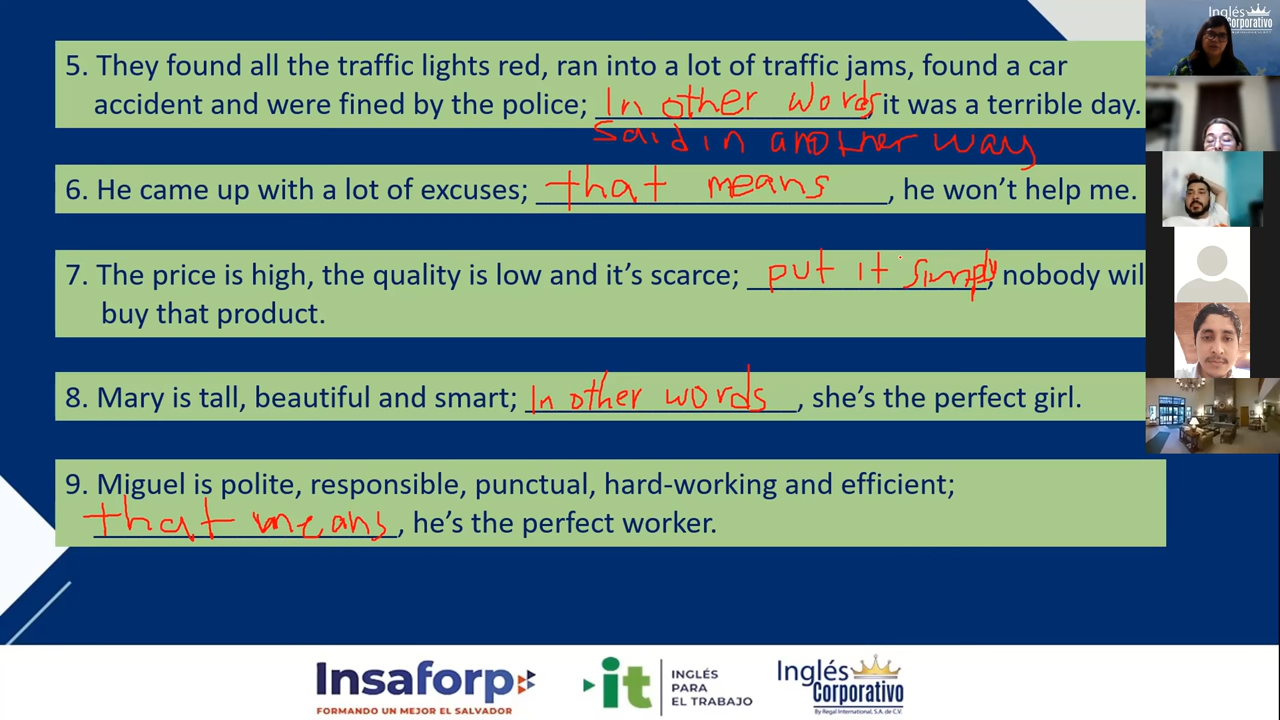 Inglés
Corporativo
5. They found all the traffic lights red, ran into a lot of traffic jams, found a car
accident and were fined by the police; In other words, it was a terrible day.
said in another way
6. He came up with a lot of excuses; that means, he won't help me.
7. The price is high, the quality is low and it's scarce; put it simply, nobody wil
buy that product.
8. Mary is tall, beautiful and smart; In other words, she's the perfect girl.
9. Miguel is polite, responsible, punctual, hard-working and efficient;
that means, he's the perfect worker.
Insaforp
FORMANDO UN MEJOR EL SALVADOR
it
INGLÉS
PARA
EL TRABAJO
Inglés
Corporativo
By Regal International, S.A. de C.V.